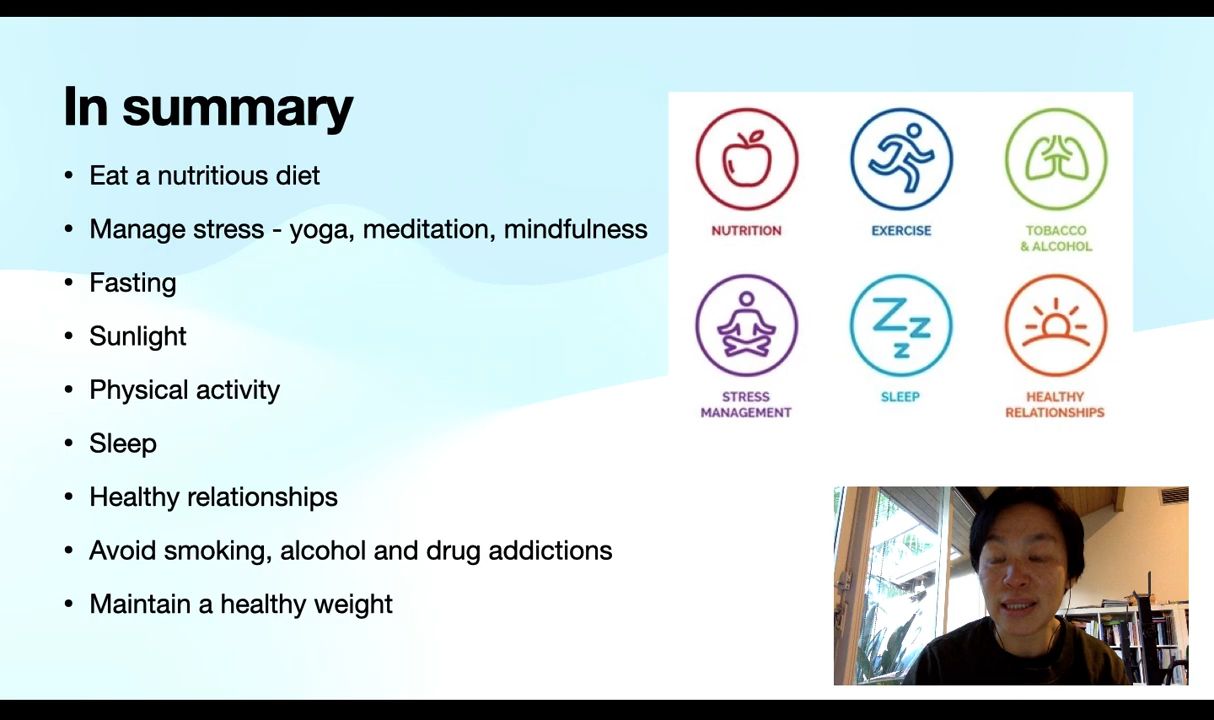 In summary
• Eat a nutritious diet
• Manage stress - yoga, meditation, mindfulness
• Fasting
• Sunlight
• Physical activity
• Sleep
• Healthy relationships
• Avoid smoking, alcohol and drug addictions
• Maintain a healthy weight
NUTRITION
EXERCISE
TOBACCO
& ALCOHOL
Z Z Z
STRESS
MANAGEMENT
SLEEP
HEALTHY
RELATIONSHIPS